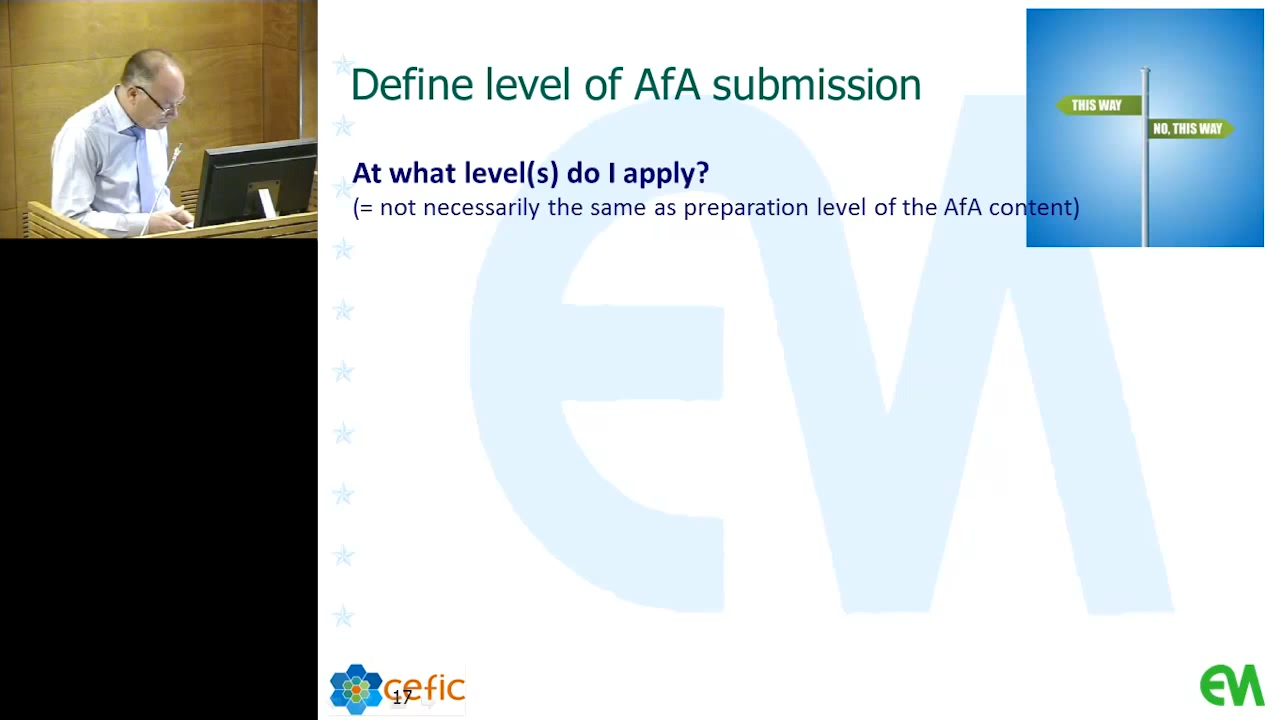 Define level of AfA submission
THIS WAY
NO, THIS WAY
At what level(s) do I apply?
(= not necessarily the same as preparation level of the AfA content)
cefic
17
EM